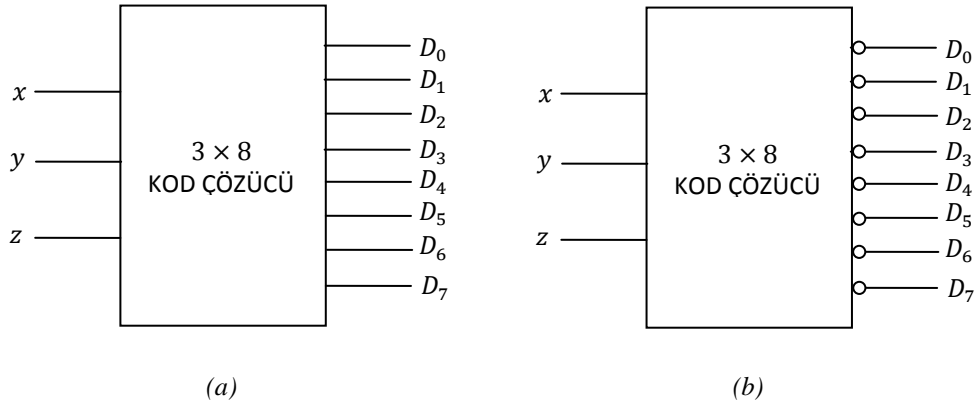 x
y
z
3 × 8
KOD ÇÖZÜCÜ
D₀
D₁
D₂
D₃
D₄
D₅
D₆
D₇
(a)
x
y
z
3 × 8
KOD ÇÖZÜCÜ
D₀
D₁
D₂
D₃
D₄
D₅
D₆
D₇
(b)